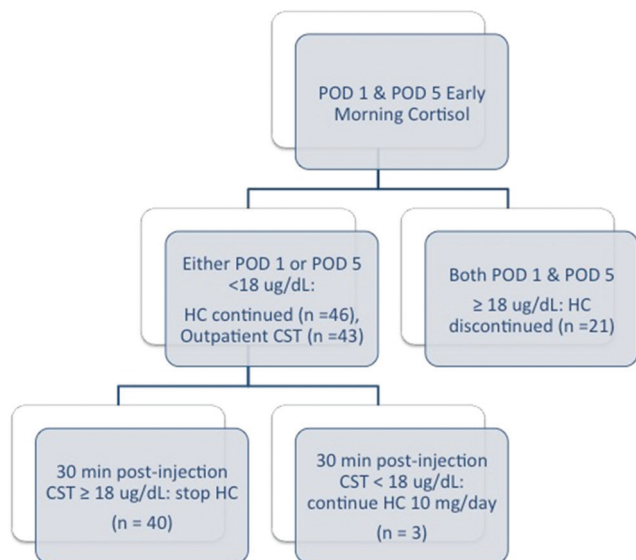 POD 1 & POD 5 Early
Morning Cortisol
Either POD 1 or POD 5
<18 ug/dL:
HC continued (n =46),
Outpatient CST (n =43)
Both POD 1 & POD 5
≥ 18 ug/dL: HC
discontinued (n =21)
30 min post-injection
CST ≥ 18 ug/dL: stop HC
(n = 40)
30 min post-injection
CST < 18 ug/dL:
continue HC 10 mg/day
(n = 3)